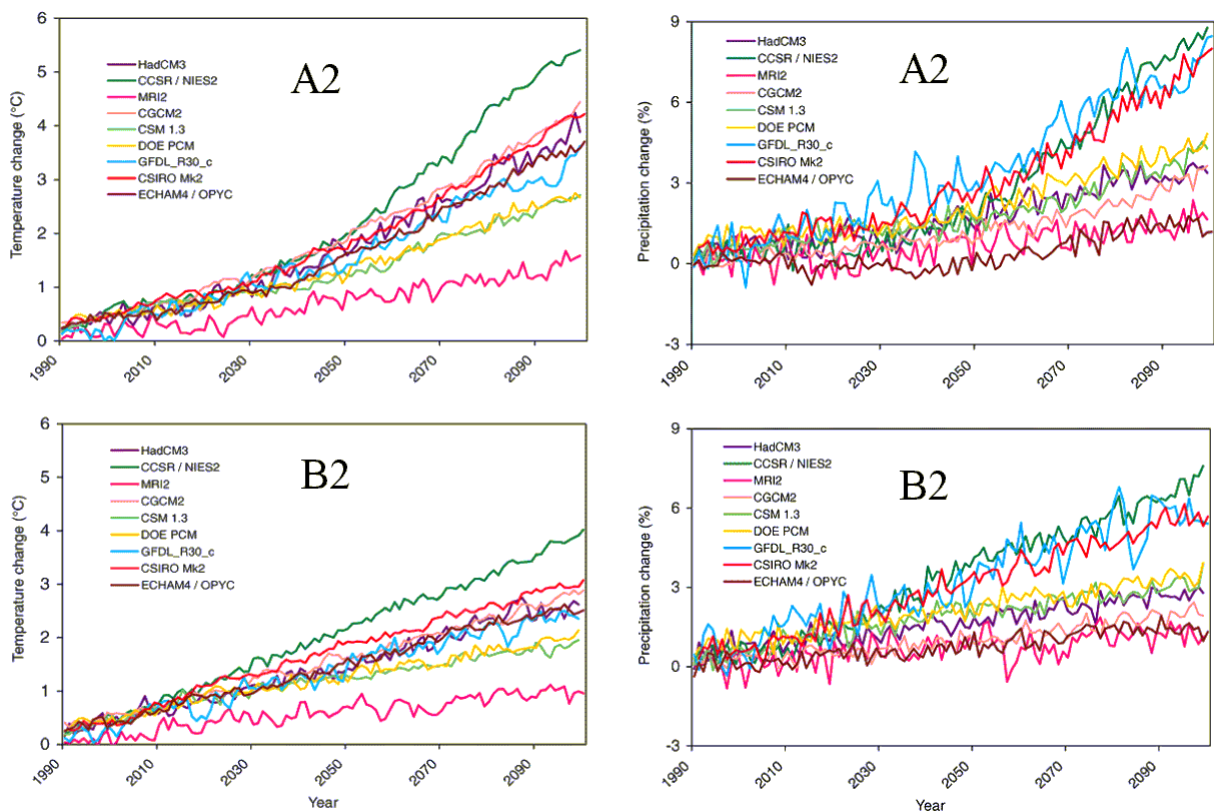 6
5
4
3
2
1
0
Temperature change (°C)
HadCM3
CCSR / NIES2
MRI2
CGCM2
CSM 1.3
DOE PCM
GFDL_R30_c
CSIRO Mk2
ECHAM4 / OPYC
A2
1990
2010
2030
2050
2070
2090
9
6
3
0
-3
Precipitation change (%)
HadCM3
CCSR / NIES2
MRI2
CGCM2
CSM 1.3
DOE PCM
GFDL_R30_c
CSIRO Mk2
ECHAM4 / OPYC
A2
1990
2010
2030
2050
2070
2090
6
5
4
3
2
1
0
Temperature change (°C)
HadCM3
CCSR / NIES2
MRI2
CGCM2
CSM 1.3
DOE PCM
GFDL_R30_c
CSIRO Mk2
ECHAM4 / OPYC
B2
1990
2010
2030
2050
2070
2090
Year
9
6
3
0
-3
Precipitation change (%)
HadCM3
CCSR / NIES2
MRI2
CGCM2
CSM 1.3
DOE PCM
GFDL_R30_c
CSIRO Mk2
ECHAM4 / OPYC
B2
1990
2010
2030
2050
2070
2090
Year